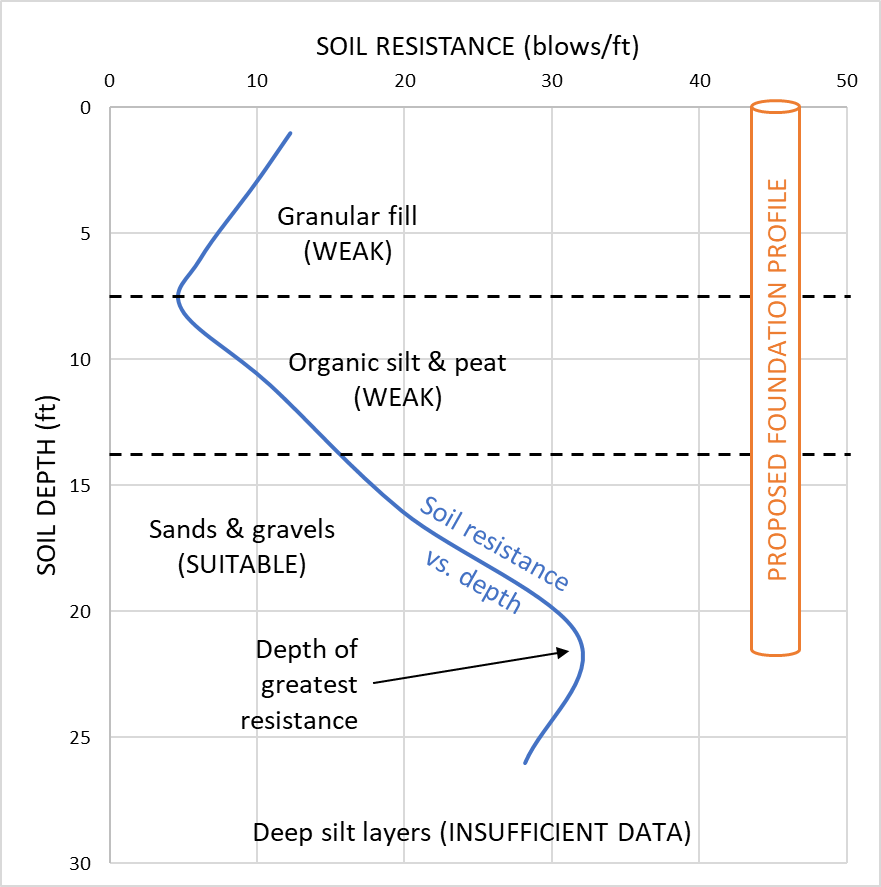 SOIL RESISTANCE (blows/ft)
0 10 20 30 40 50
0
5
10
15
20
25
30
SOIL DEPTH (ft)
Granular fill
(WEAK)
Organic silt & peat
(WEAK)
Sands & gravels
(SUITABLE)
Soil resistance
vs. depth
Depth of
greatest
resistance
Deep silt layers (INSUFFICIENT DATA)
PROPOSED FOUNDATION PROFILE